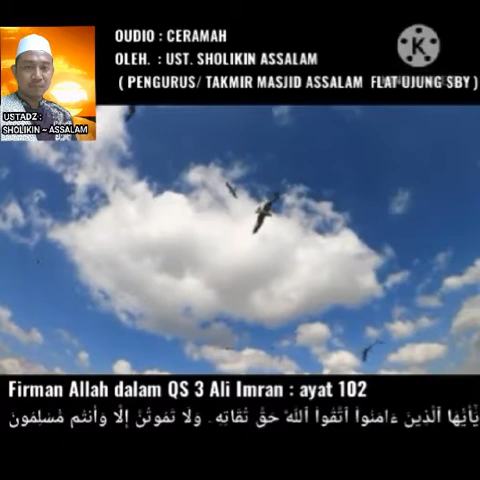 OUDIO : CERAMAH
OLEH. : UST. SHOLIKIN ASSALAM
( PENGURUS/ TAKMIR MASJID ASSALAM FLAT UJUNG SBY )
USTADZ :
SHOLIKIN ~ ASSALAM
Firman Allah dalam QS 3 Ali Imran : ayat 102
يَٰٓأَيُّهَا ٱلَّذِينَ ءَامَنُوا۟ ٱتَّقُوا۟ ٱللَّهَ حَقَّ تُقَاتِهِۦ وَلَا تَمُوتُنَّ إِلَّا وَأَنتُم مُّسْلِمُونَ